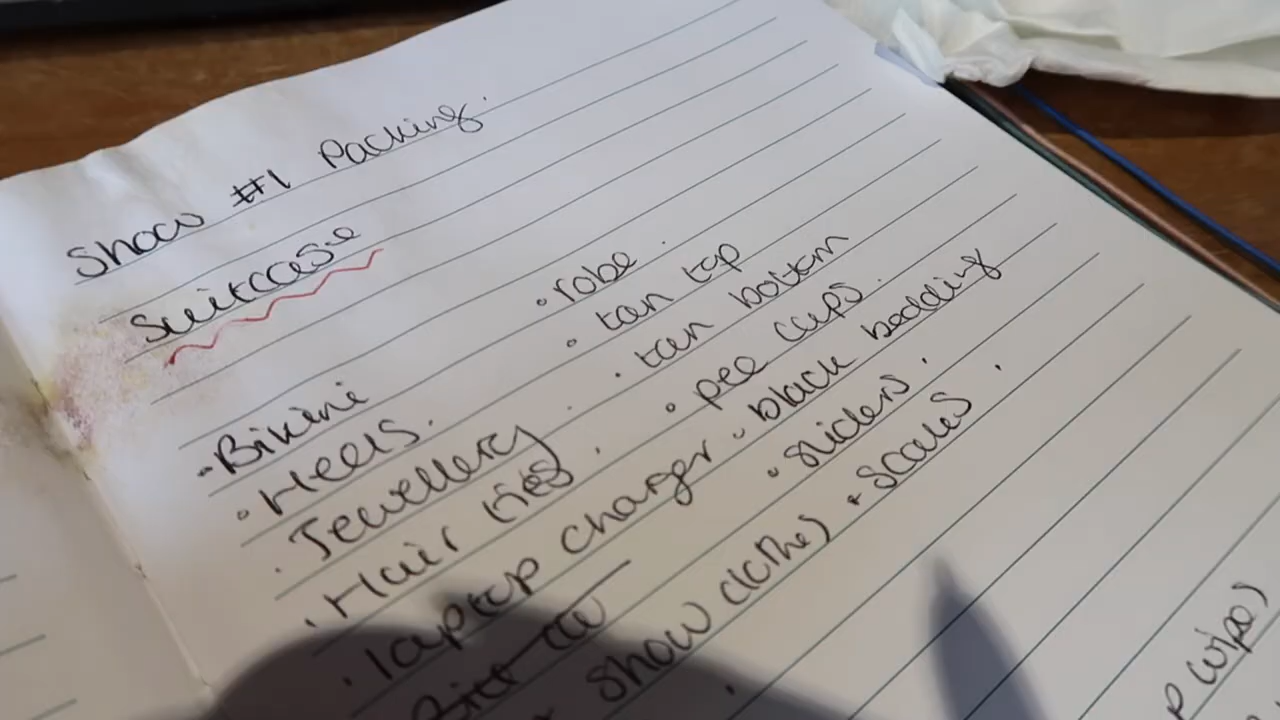 Show #1 Packing.
Suitcase
• Bikini
• Heels.
• Jewellery
• Hair ties
• laptop charger
show clothes
• robe
• tan top
• tan bottom
• pee cups.
• black bedding
• sliders
• scales
wipes